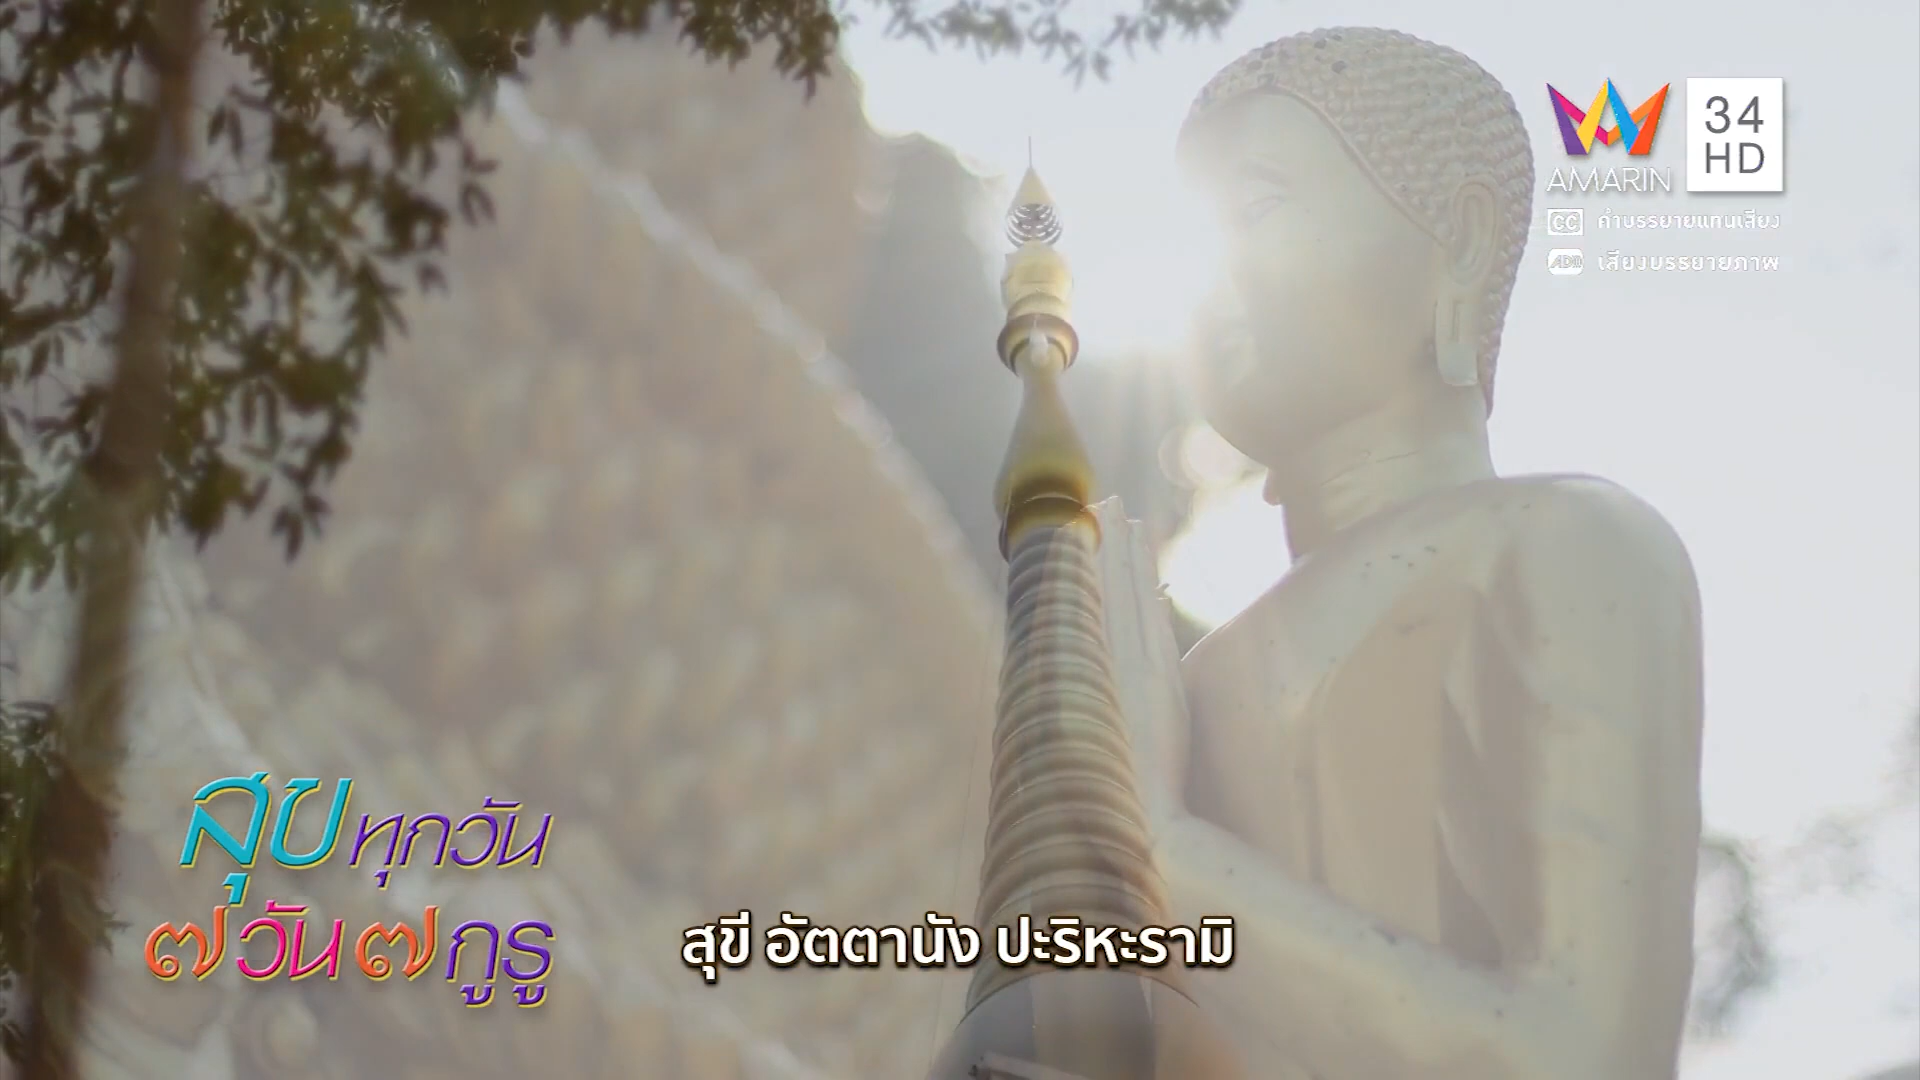 AMARIN
34
HD
CC คำบรรยายแทนเสียง
AD เสียงบรรยายภาพ
สุขทุกวัน
๗ วัน ๗ กูรู
สุขี อัตตานัง ปะริหะรามิ